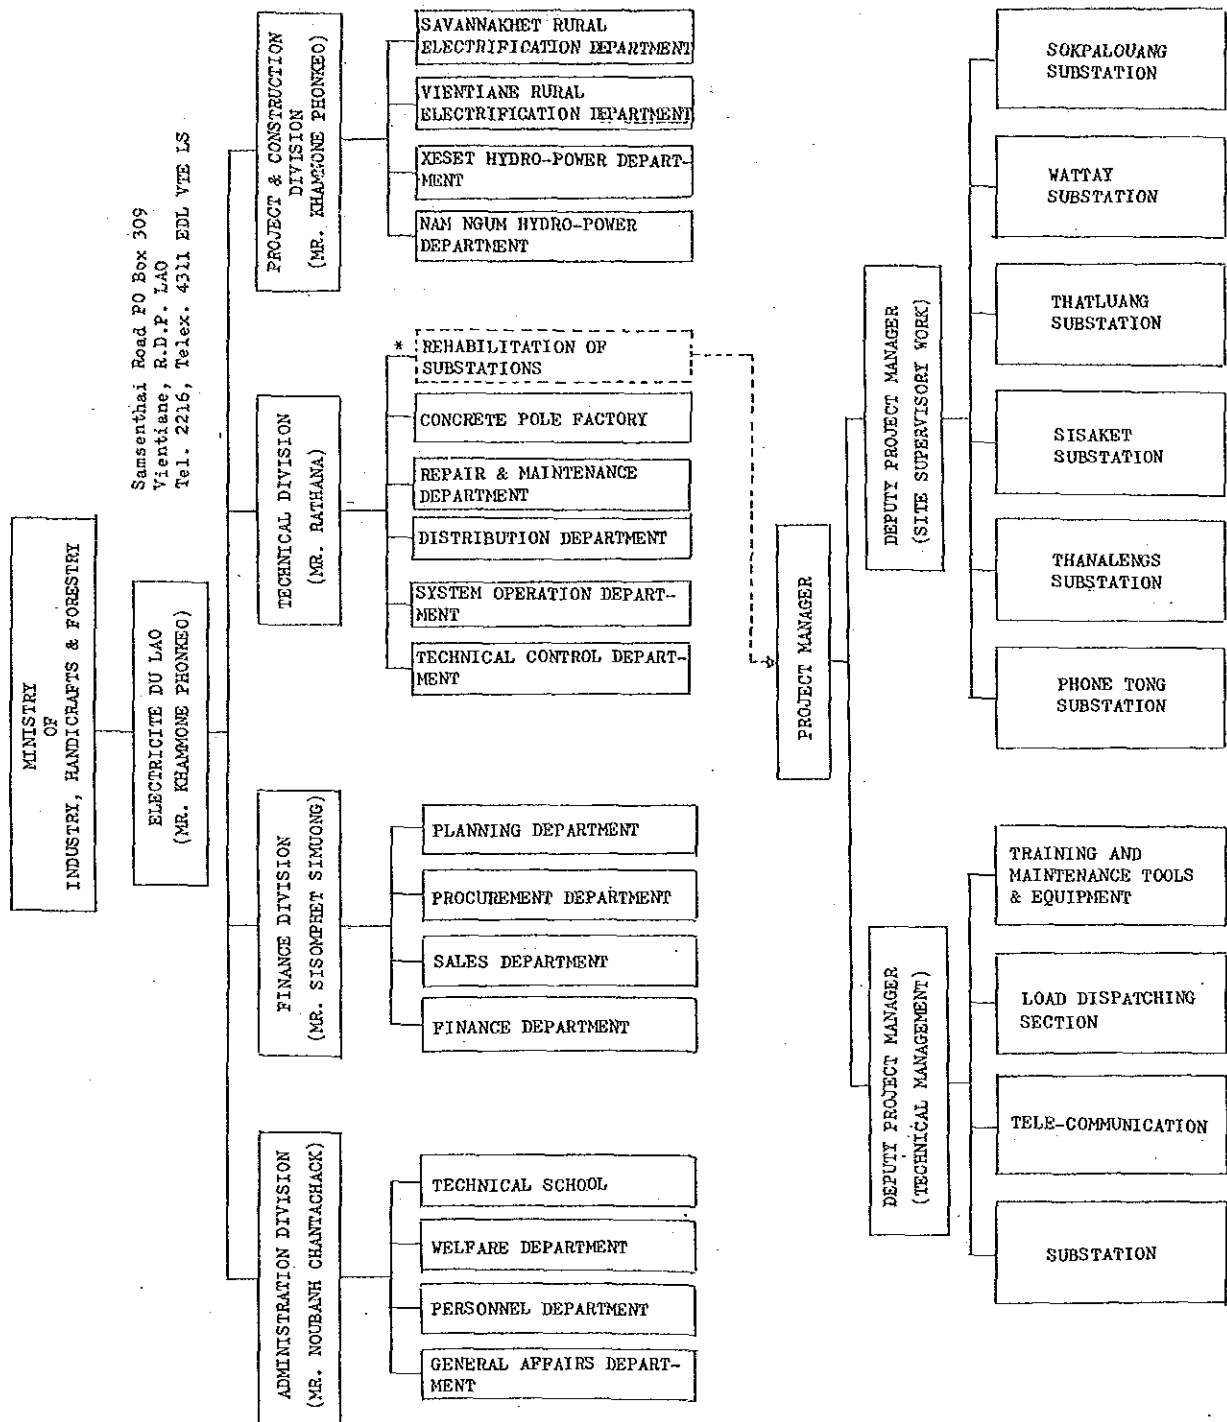 MINISTRY
OF
INDUSTRY, HANDICRAFTS & FORESTRY
ELECTRICITE DU LAO
(MR. KHAMMONE PHONKEO)
Samsenthai Road PO Box 309
Vientiane, R.D.P. LAO
Tel. 2216, Telex. 4311 EDL VTE LS
ADMINISTRATION DIVISION
(MR. NOUBANH CHANTACHACK)
GENERAL AFFAIRS DEPART-
MENT
PERSONNEL DEPARTMENT
WELFARE DEPARTMENT
TECHNICAL SCHOOL
FINANCE DIVISION
(MR. SISOMPHET SIMUONG)
FINANCE DEPARTMENT
SALES DEPARTMENT
PROCUREMENT DEPARTMENT
PLANNING DEPARTMENT
TECHNICAL DIVISION
(MR. RATHANA)
TECHNICAL CONTROL DEPART-
MENT
SYSTEM OPERATION DEPART-
MENT
DISTRIBUTION DEPARTMENT
REPAIR & MAINTENANCE
DEPARTMENT
CONCRETE POLE FACTORY
* REHABILITATION OF
SUBSTATIONS
PROJECT & CONSTRUCTION
DIVISION
(MR. KHAMMONE PHONKEO)
NAM NGUM HYDRO-POWER
DEPARTMENT
XESET HYDRO-POWER DEPART-
MENT
VIENTIANE RURAL
ELECTRIFICATION DEPARTMENT
SAVANNAKHET RURAL
ELECTRIFICATION DEPARTMENT
PROJECT MANAGER
DEPUTY PROJECT MANAGER
(TECHNICAL MANAGEMENT)
SUBSTATION
TELE-COMMUNICATION
LOAD DISPATCHING
SECTION
TRAINING AND
MAINTENANCE TOOLS
& EQUIPMENT
DEPUTY PROJECT MANAGER
(SITE SUPERVISORY WORK)
PHONE TONG
SUBSTATION
THANALENGS
SUBSTATION
SISAKET
SUBSTATION
THATLUANG
SUBSTATION
WATTAY
SUBSTATION
SOKPALOUANG
SUBSTATION